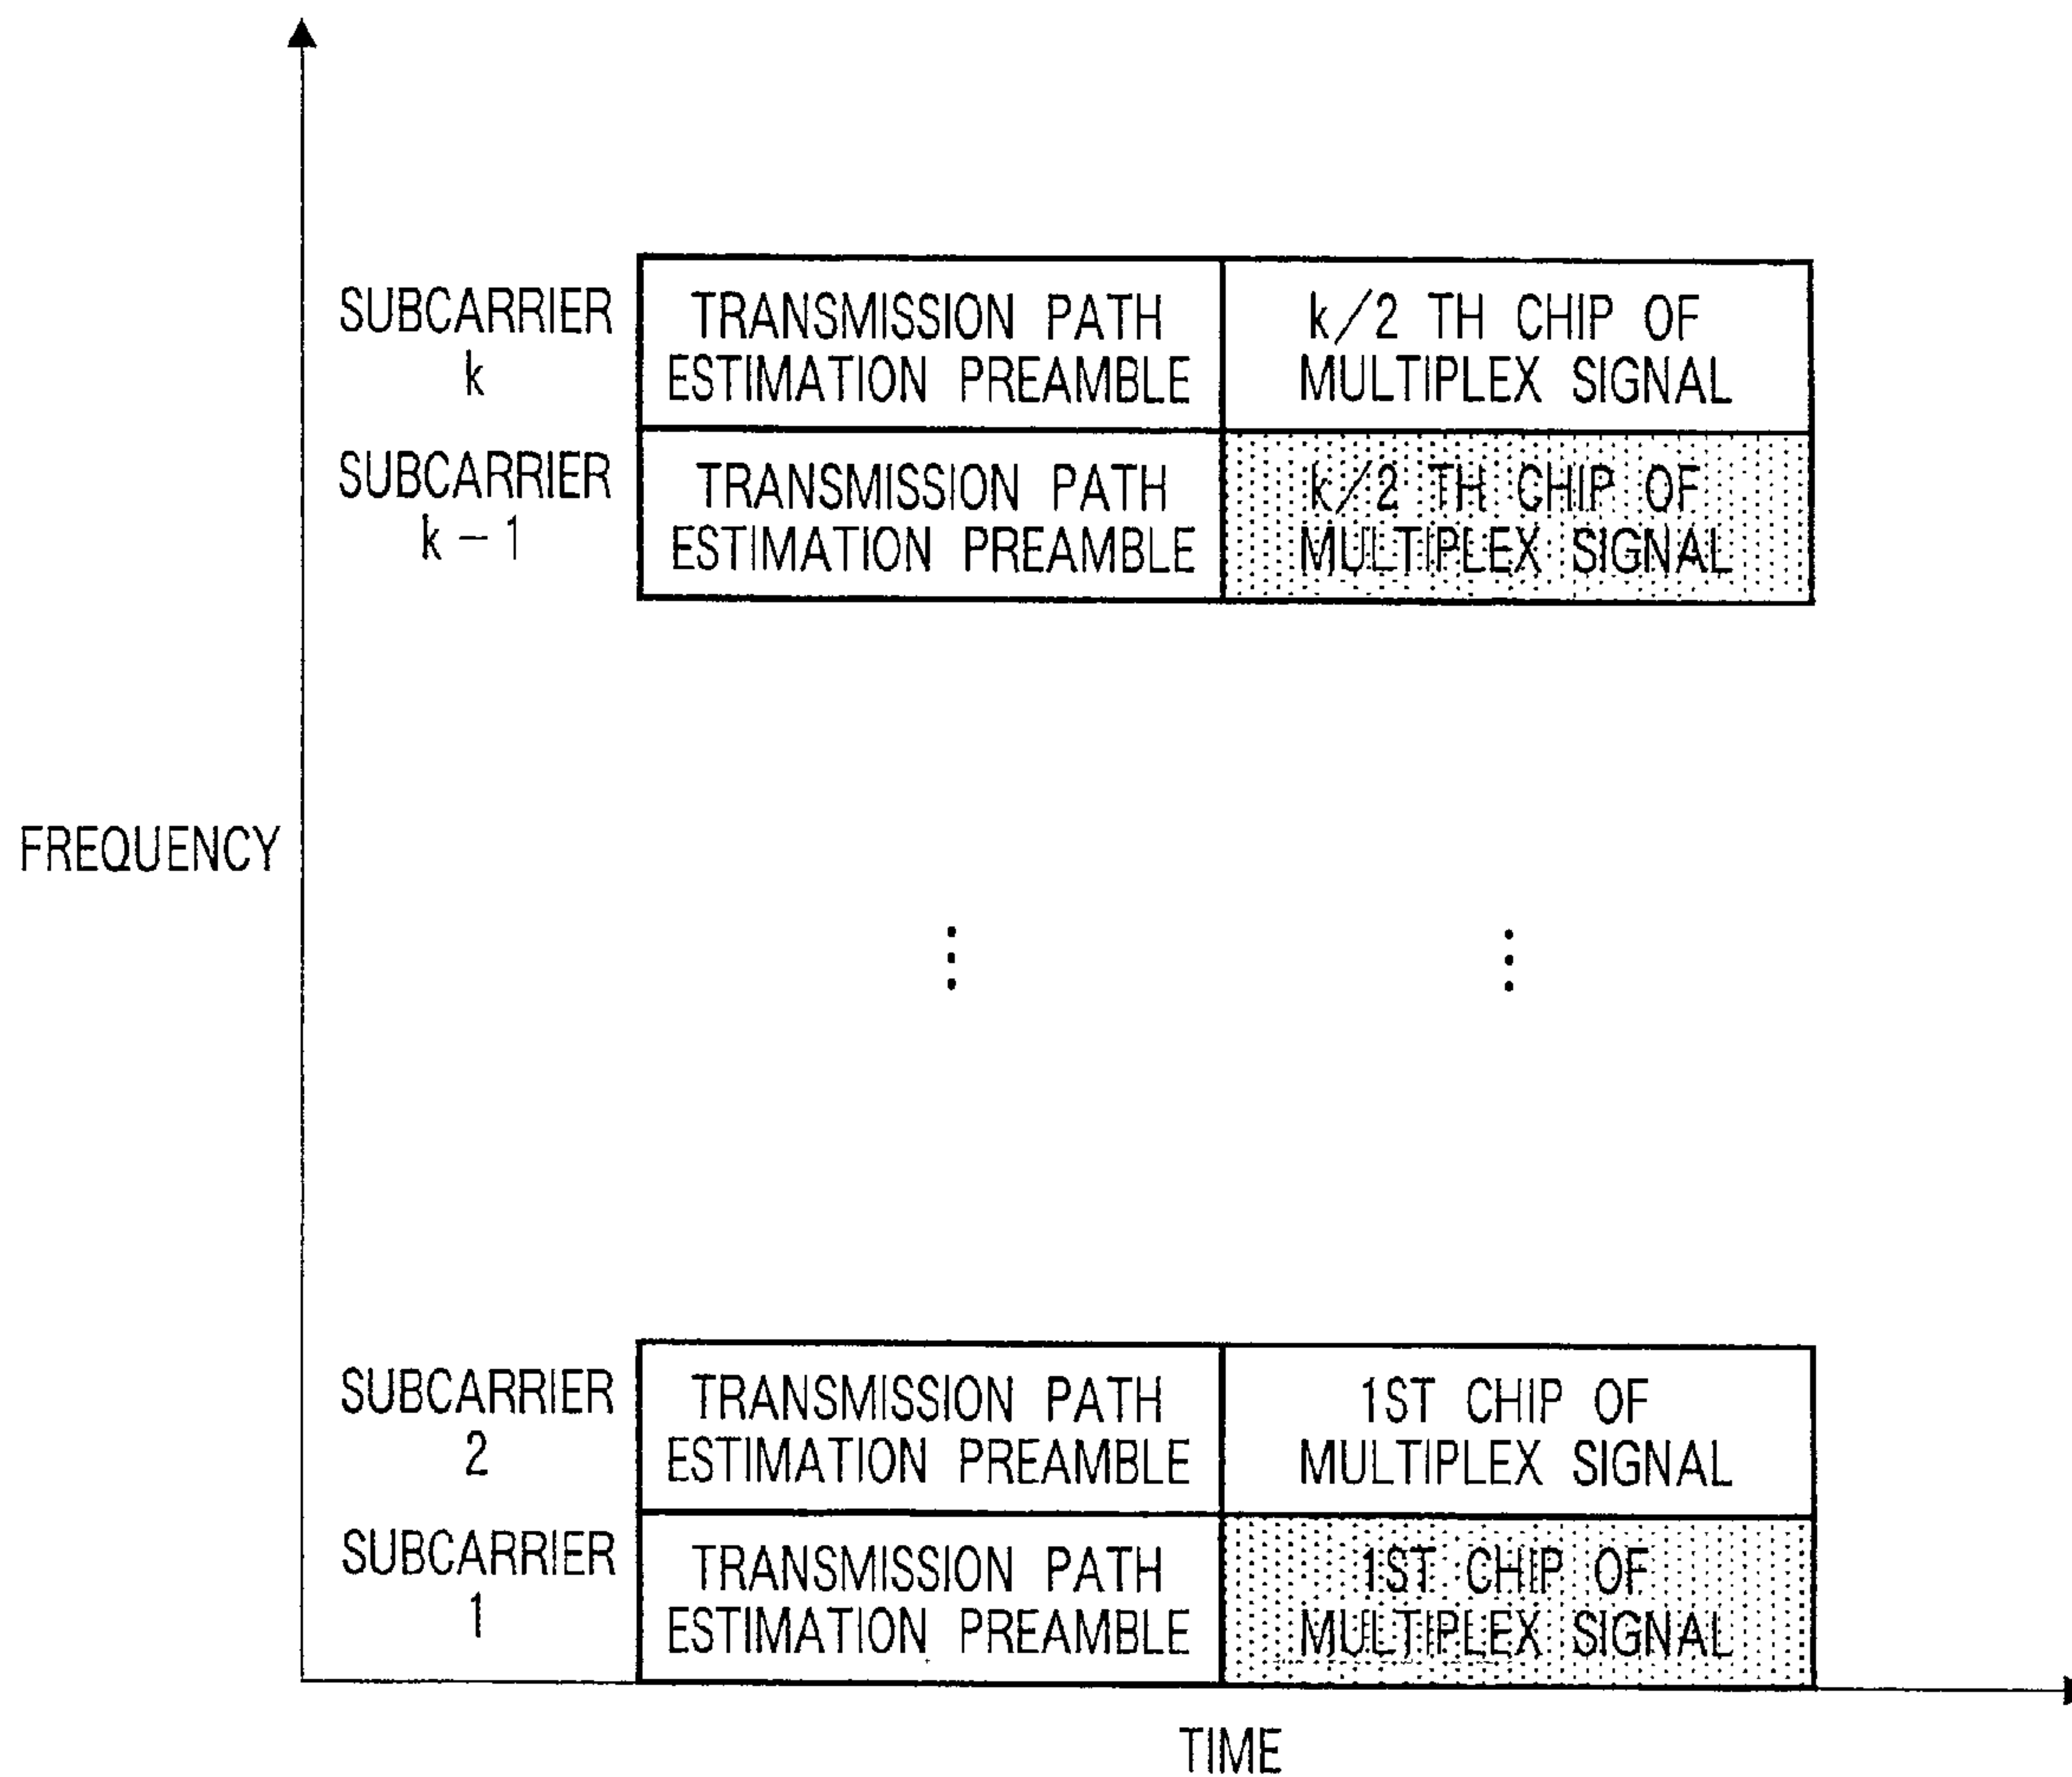 SUBCARRIER
k
TRANSMISSION PATH
ESTIMATION PREAMBLE
k/2 TH CHIP OF
MULTIPLEX SIGNAL
SUBCARRIER
k-1
TRANSMISSION PATH
ESTIMATION PREAMBLE
k/2 TH CHIP OF
MULTIPLEX SIGNAL
FREQUENCY
SUBCARRIER
2
TRANSMISSION PATH
ESTIMATION PREAMBLE
1ST CHIP OF
MULTIPLEX SIGNAL
SUBCARRIER
1
TRANSMISSION PATH
ESTIMATION PREAMBLE
1ST CHIP OF
MULTIPLEX SIGNAL
TIME